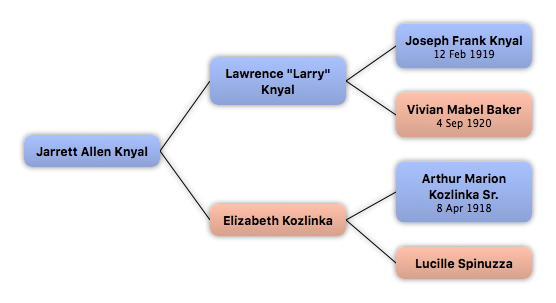 Joseph Frank Knyal
12 Feb 1919
Lawrence "Larry"
Knyal
Vivian Mabel Baker
4 Sep 1920
Jarrett Allen Knyal
Arthur Marion
Kozlinka Sr.
8 Apr 1918
Elizabeth Kozlinka
Lucille Spinuzza